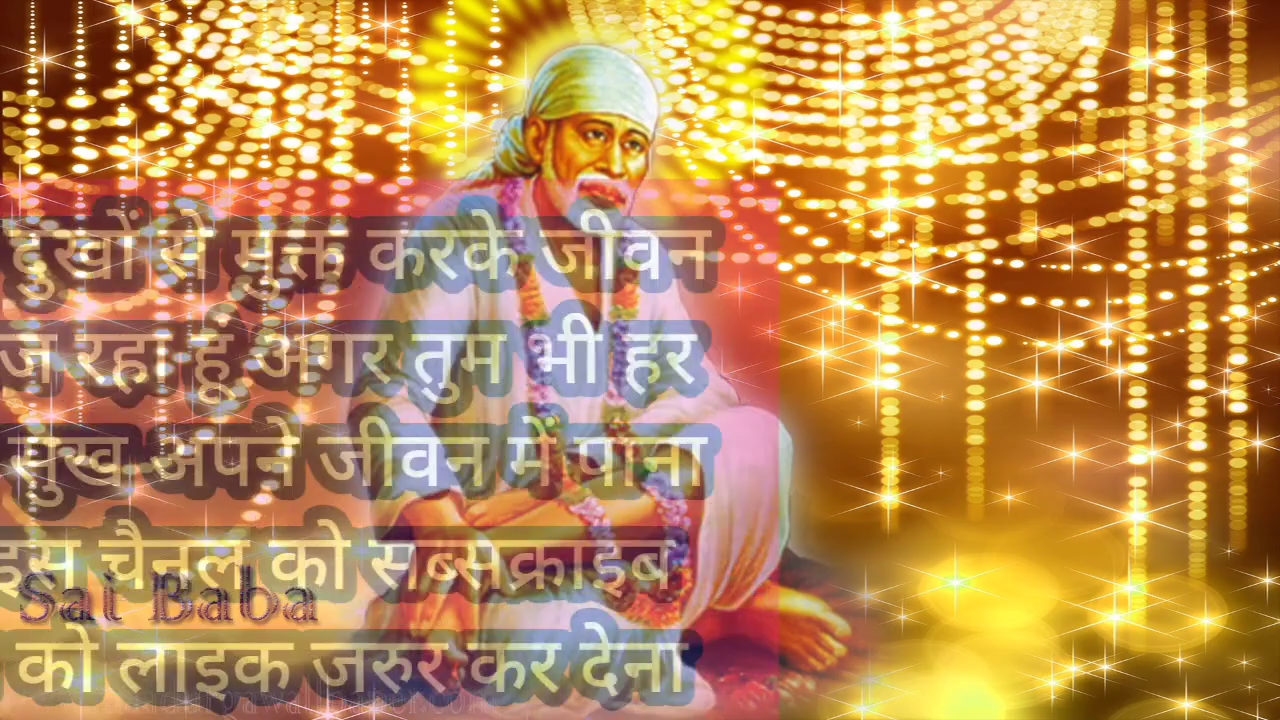 दुखों से मुक्त करके जीवन
रहा हूं अगर तुम भी हर
सुख अपने जीवन में पाना
इस चैनल को सब्सक्राइब
Sai Baba
को लाइक जरुर कर देना